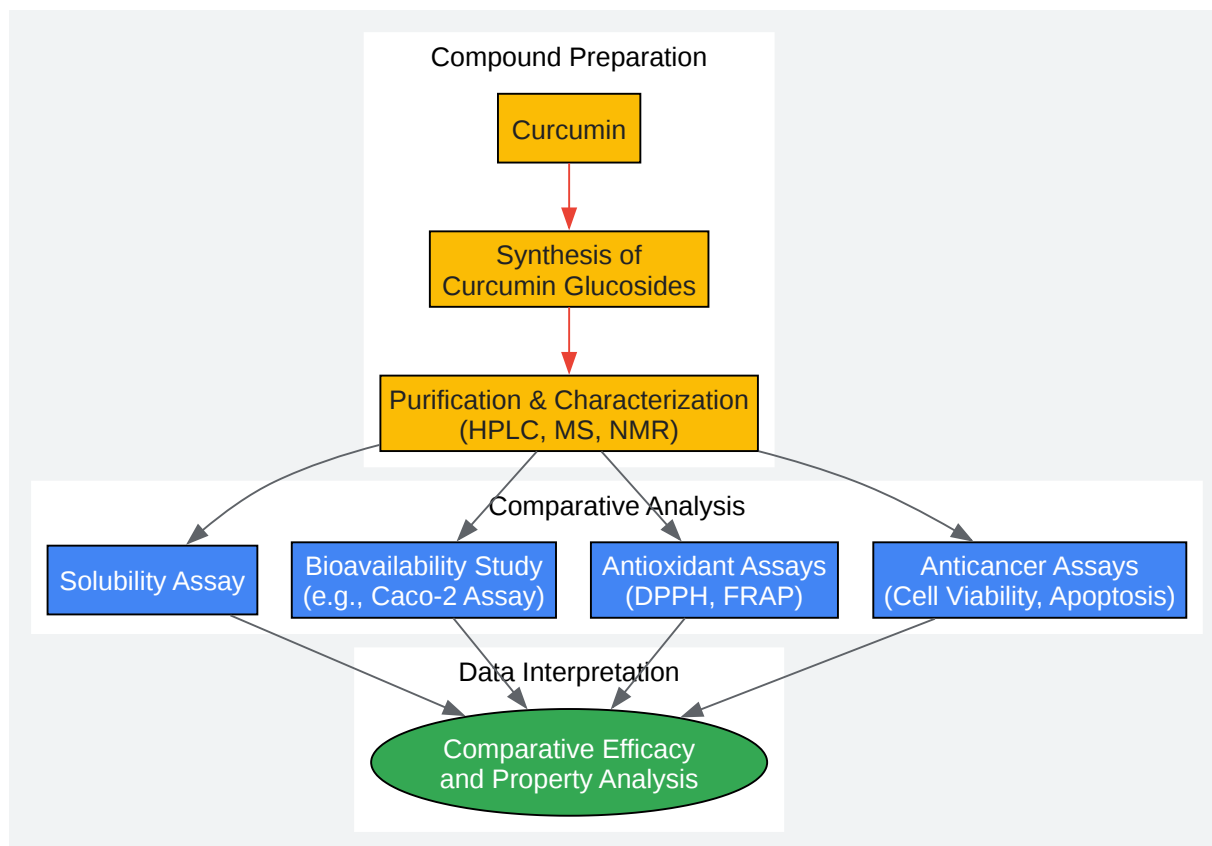 Compound Preparation
Curcumin
Synthesis of
Curcumin Glucosides
Purification & Characterization
(HPLC, MS, NMR)
Comparative Analysis
Solubility Assay
Bioavailability Study
(e.g., Caco-2 Assay)
Antioxidant Assays
(DPPH, FRAP)
Anticancer Assays
(Cell Viability, Apoptosis)
Data Interpretation
Comparative Efficacy
and Property Analysis